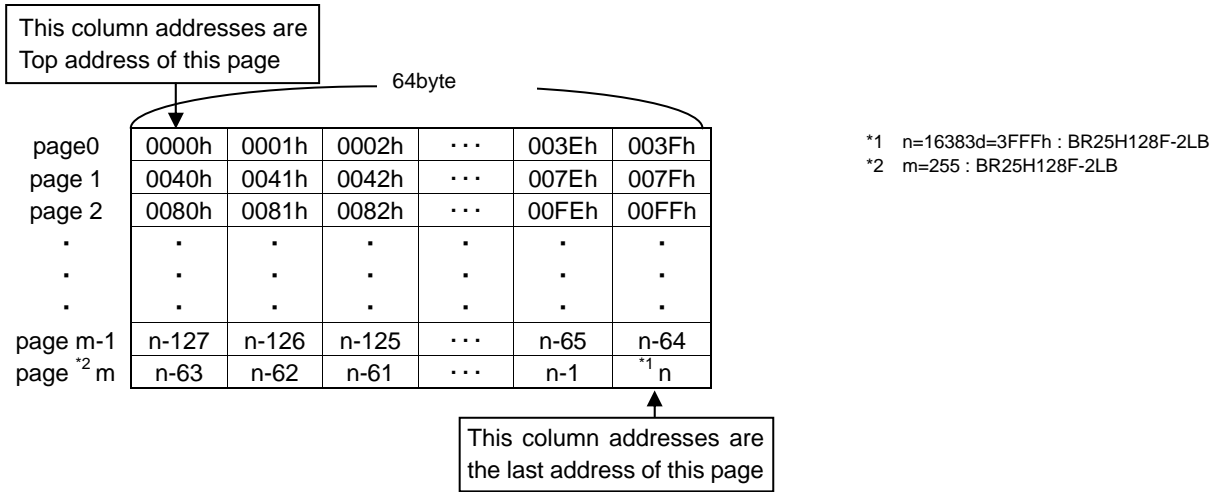 This column addresses are
Top address of this page
64byte
page0 0000h 0001h 0002h ··· 003Eh 003Fh
page 1 0040h 0041h 0042h ··· 007Eh 007Fh
page 2 0080h 0081h 0082h ··· 00FEh 00FFh
· · · · · · ·
· · · · · · ·
· · · · · · ·
page m-1 n-127 n-126 n-125 ··· n-65 n-64
page *2 m n-63 n-62 n-61 ··· n-1 *1 n
This column addresses are
the last address of this page
*1 n=16383d=3FFFh : BR25H128F-2LB
*2 m=255 : BR25H128F-2LB